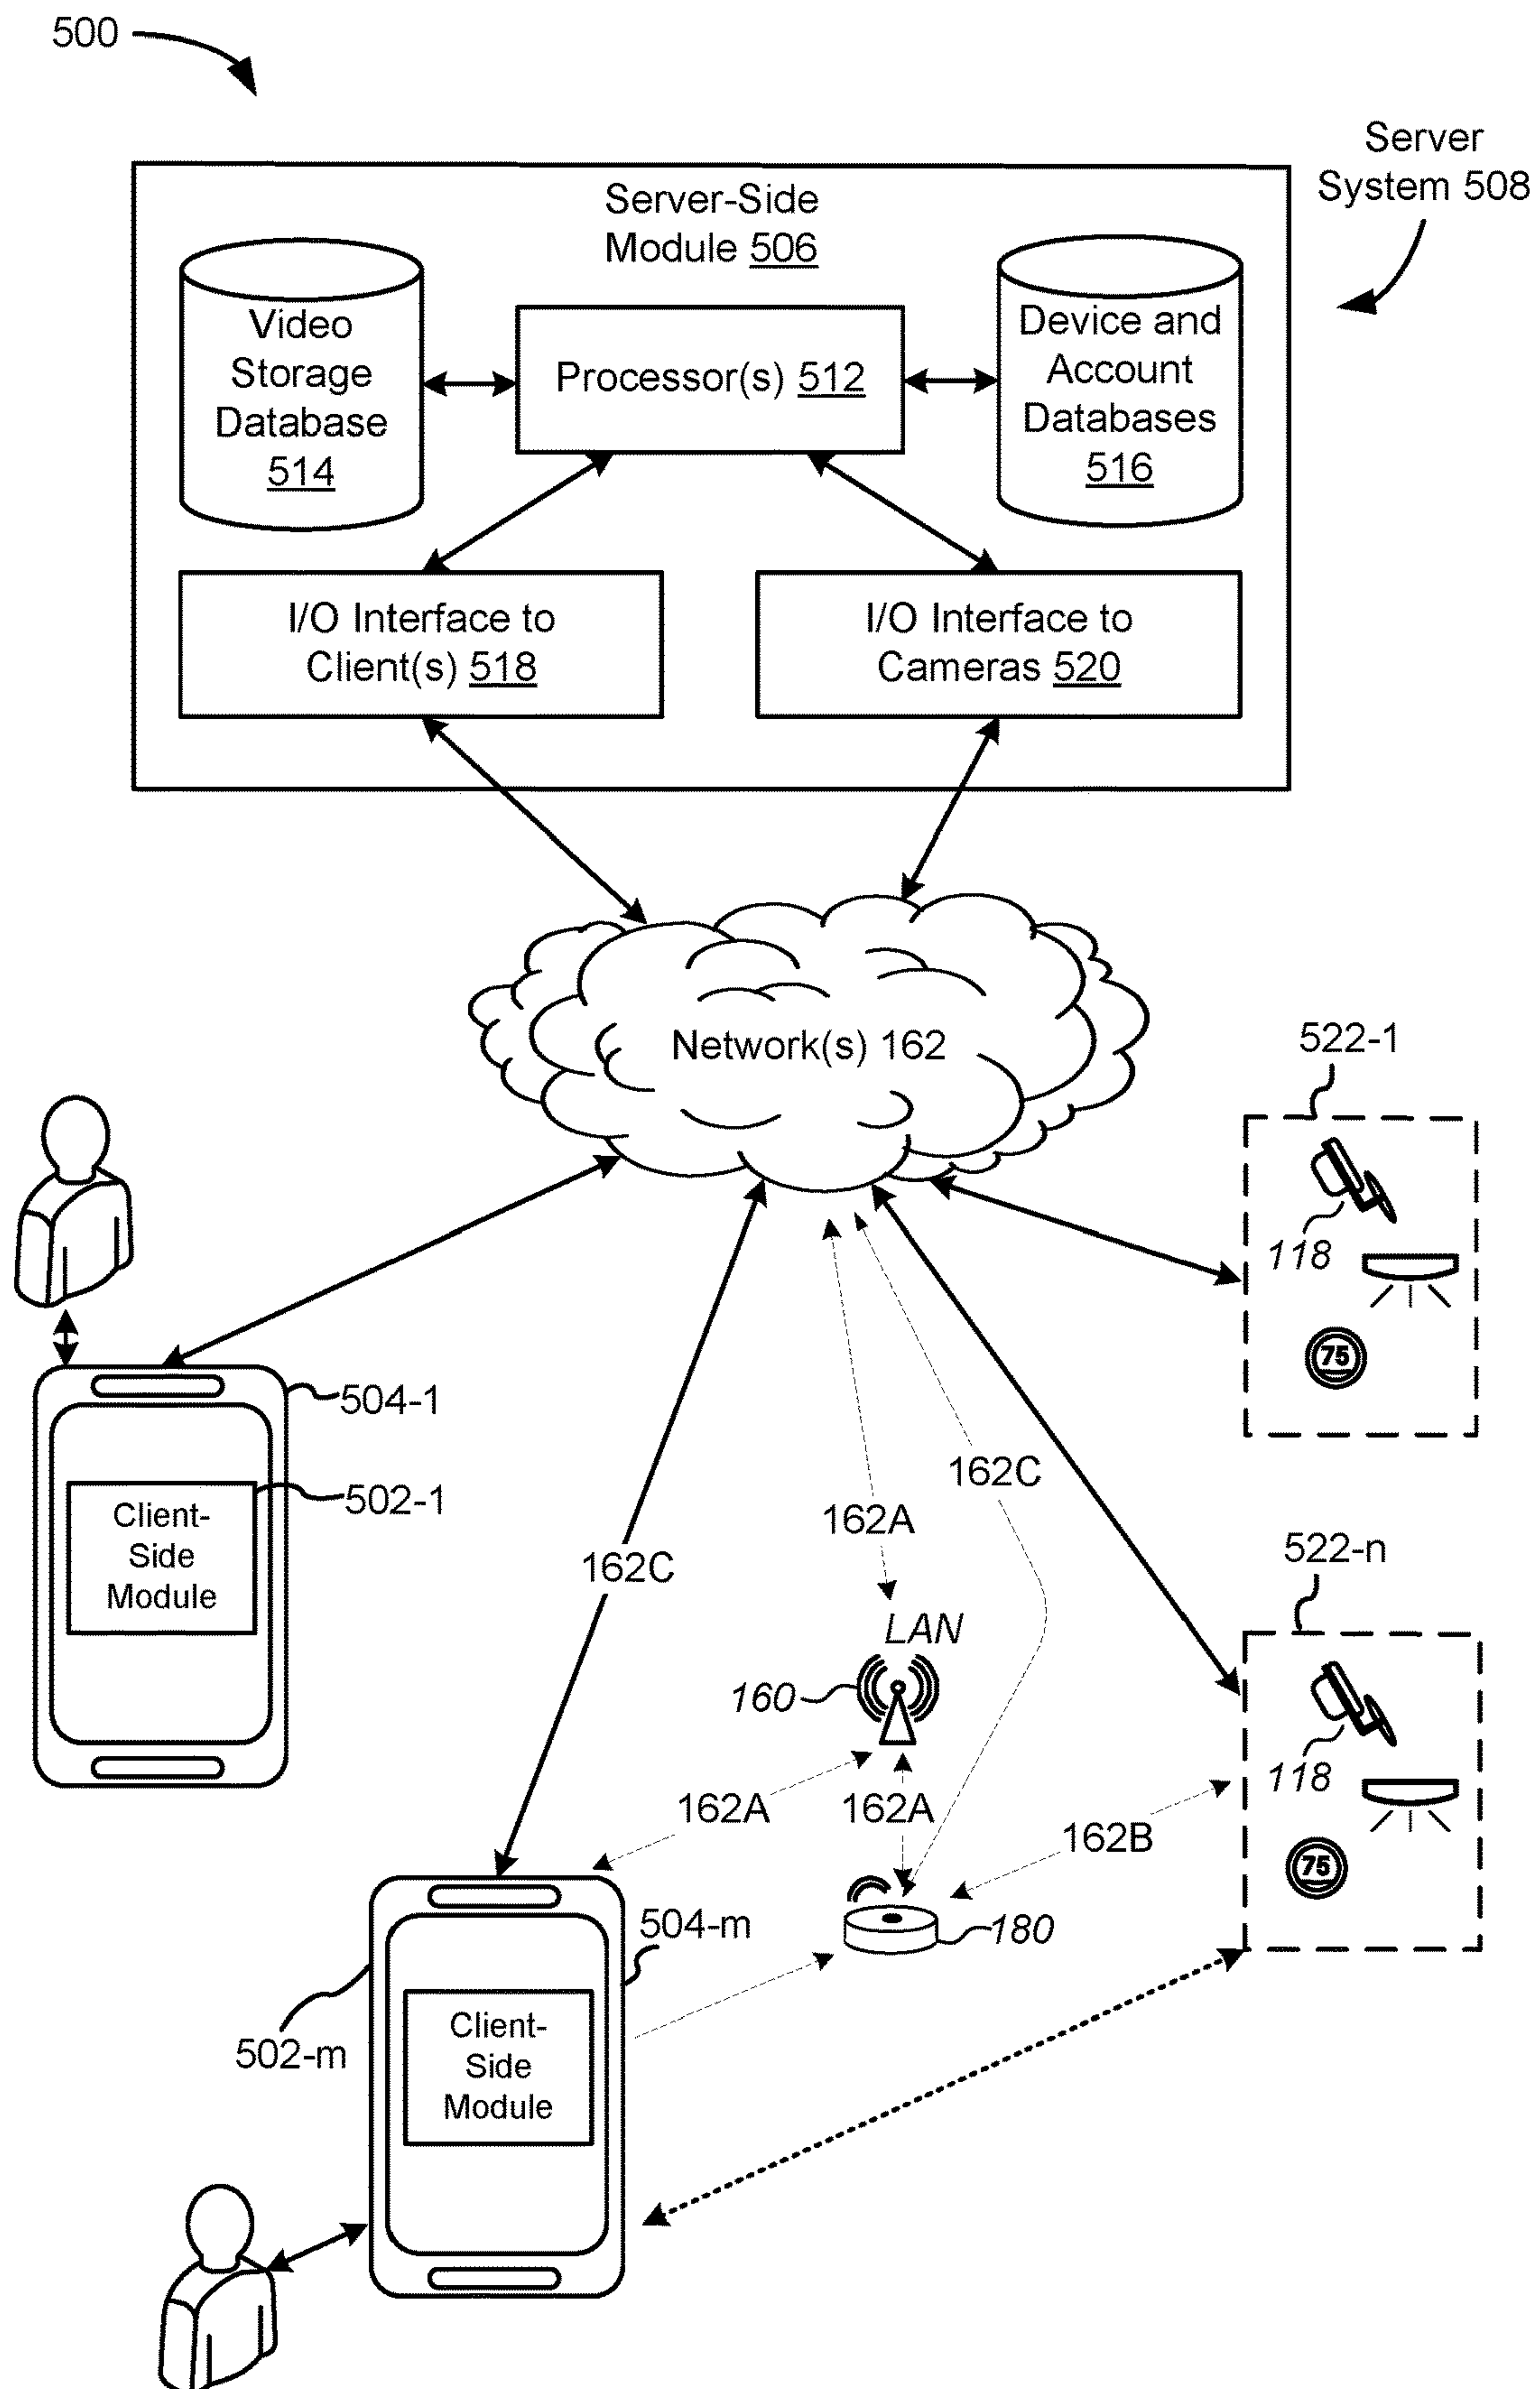 500
Server
System 508
Server-Side
Module 506
Video
Storage
Database
514
Processor(s) 512
Device and
Account
Databases
516
I/O Interface to
Client(s) 518
I/O Interface to
Cameras 520
Network(s) 162
522-1
118
75
504-1
502-1
Client-
Side
Module
162C
162A
162C
LAN
160
162A
162A
162B
522-n
118
75
180
504-m
502-m
Client-
Side
Module